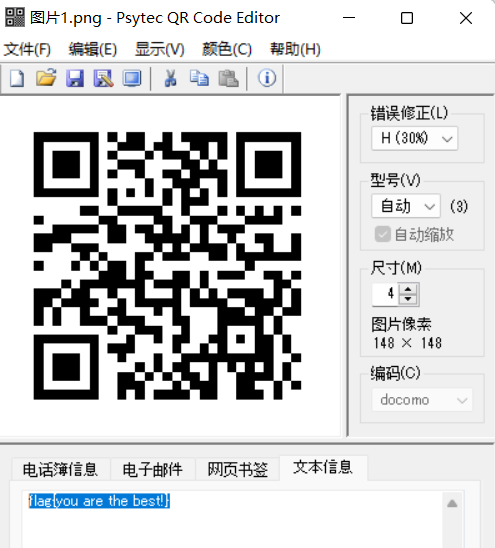 图片1.png - Psytec QR Code Editor
文件(F) 编辑(E) 显示(V) 颜色(C) 帮助(H)
错误修正(L)
H (30%)
型号(V)
自动 (3)
自动缩放
尺寸(M)
4
图片像素
148 × 148
编码(C)
docomo
电话簿信息 电子邮件 网页书签 文本信息
flag{you are the best!}